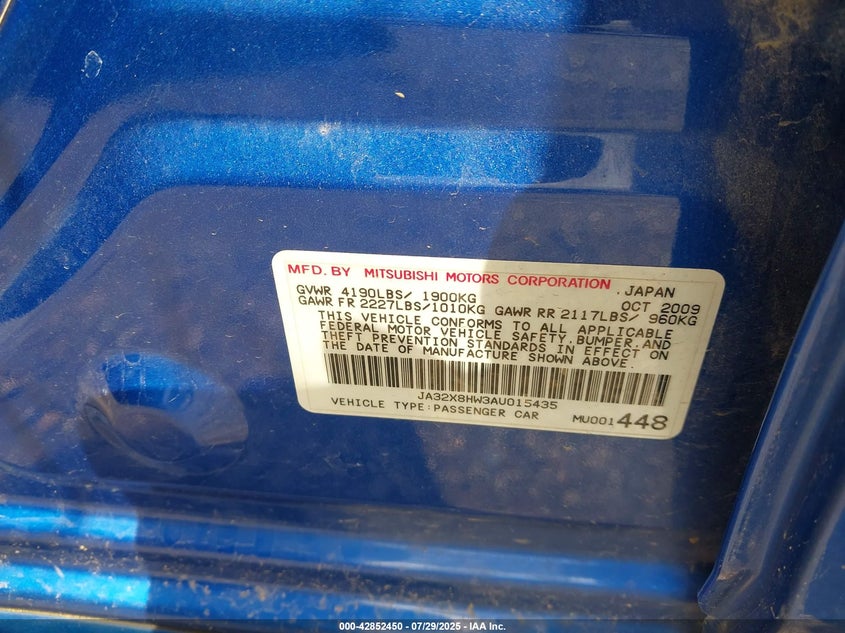 MFD. BY MITSUBISHI MOTORS CORPORATION , JAPAN
GVWR 4190LBS/ 1900KG OCT 2009
GAWR FR 2227LBS/1010KG GAWR RR 2117LBS/ 960KG
THIS VEHICLE CONFORMS TO ALL APPLICABLE
FEDERAL MOTOR VEHICLE SAFETY,BUMPER,AND
THEFT PREVENTION STANDARDS IN EFFECT ON
THE DATE OF MANUFACTURE SHOWN ABOVE.
JA32X8HW3AU015435
VEHICLE TYPE:PASSENGER CAR MU001448
000-42852450 - 07/29/2025 - IAA Inc.